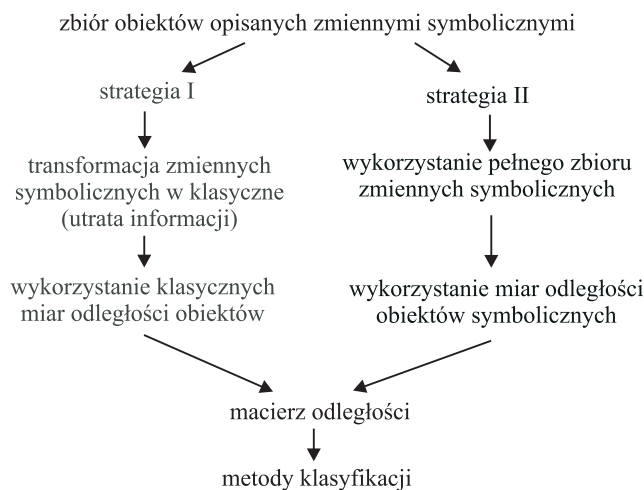 zbiór obiektów opisanych zmiennymi symbolicznymi
strategia I
transformacja zmiennych
symbolicznych w klasyczne
(utrata informacji)
wykorzystanie klasycznych
miar odległości obiektów
strategia II
wykorzystanie pełnego zbioru
zmiennych symbolicznych
wykorzystanie miar odległości
obiektów symbolicznych
macierz odległości
metody klasyfikacji